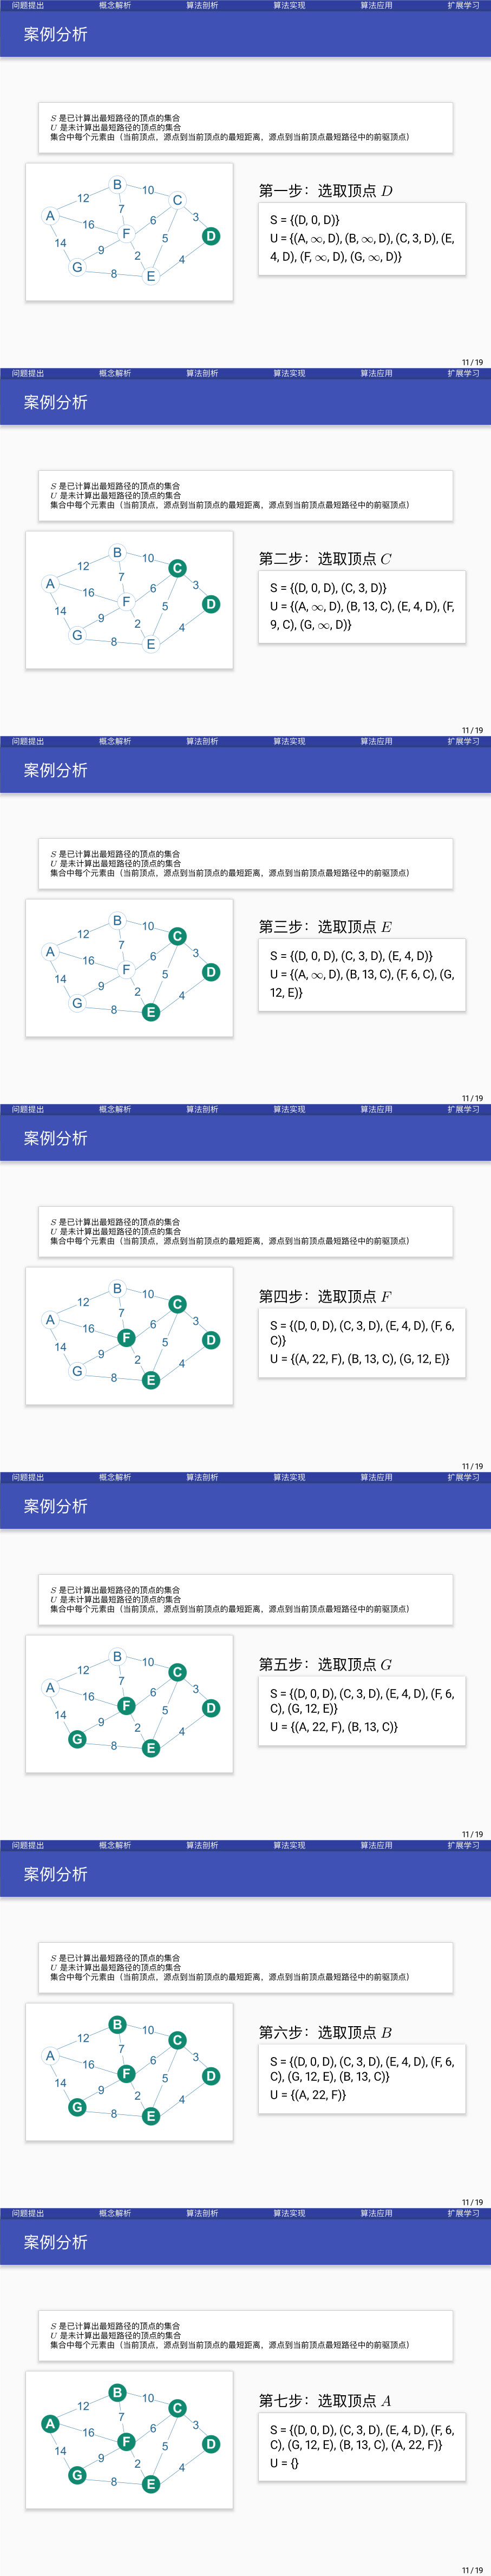 问题提出 概念解析 算法剖析 算法实现 算法应用 扩展学习
案例分析
S 是已计算出最短路径的顶点的集合
U 是未计算出最短路径的顶点的集合
集合中每个元素由（当前顶点，源点到当前顶点的最短距离，源点到当前顶点最短路径中的前驱顶点）
第一步：选取顶点 D
S = {(D, 0, D)}
U = {(A, ∞, D), (B, ∞, D), (C, 3, D), (E,
4, D), (F, ∞, D), (G, ∞, D)}
A B C D E F G
12 10 7 16 6 3 14 9 5 2 8 4
11 / 19
问题提出 概念解析 算法剖析 算法实现 算法应用 扩展学习
案例分析
S 是已计算出最短路径的顶点的集合
U 是未计算出最短路径的顶点的集合
集合中每个元素由（当前顶点，源点到当前顶点的最短距离，源点到当前顶点最短路径中的前驱顶点）
第二步：选取顶点 C
S = {(D, 0, D), (C, 3, D)}
U = {(A, ∞, D), (B, 13, C), (E, 4, D), (F,
9, C), (G, ∞, D)}
A B C D E F G
12 10 7 16 6 3 14 9 5 2 8 4
11 / 19
问题提出 概念解析 算法剖析 算法实现 算法应用 扩展学习
案例分析
S 是已计算出最短路径的顶点的集合
U 是未计算出最短路径的顶点的集合
集合中每个元素由（当前顶点，源点到当前顶点的最短距离，源点到当前顶点最短路径中的前驱顶点）
第三步：选取顶点 E
S = {(D, 0, D), (C, 3, D), (E, 4, D)}
U = {(A, ∞, D), (B, 13, C), (F, 6, C), (G,
12, E)}
A B C D E F G
12 10 7 16 6 3 14 9 5 2 8 4
11 / 19
问题提出 概念解析 算法剖析 算法实现 算法应用 扩展学习
案例分析
S 是已计算出最短路径的顶点的集合
U 是未计算出最短路径的顶点的集合
集合中每个元素由（当前顶点，源点到当前顶点的最短距离，源点到当前顶点最短路径中的前驱顶点）
第四步：选取顶点 F
S = {(D, 0, D), (C, 3, D), (E, 4, D), (F, 6,
C)}
U = {(A, 22, F), (B, 13, C), (G, 12, E)}
A B C D E F G
12 10 7 16 6 3 14 9 5 2 8 4
11 / 19
问题提出 概念解析 算法剖析 算法实现 算法应用 扩展学习
案例分析
S 是已计算出最短路径的顶点的集合
U 是未计算出最短路径的顶点的集合
集合中每个元素由（当前顶点，源点到当前顶点的最短距离，源点到当前顶点最短路径中的前驱顶点）
第五步：选取顶点 G
S = {(D, 0, D), (C, 3, D), (E, 4, D), (F, 6,
C), (G, 12, E)}
U = {(A, 22, F), (B, 13, C)}
A B C D E F G
12 10 7 16 6 3 14 9 5 2 8 4
11 / 19
问题提出 概念解析 算法剖析 算法实现 算法应用 扩展学习
案例分析
S 是已计算出最短路径的顶点的集合
U 是未计算出最短路径的顶点的集合
集合中每个元素由（当前顶点，源点到当前顶点的最短距离，源点到当前顶点最短路径中的前驱顶点）
第六步：选取顶点 B
S = {(D, 0, D), (C, 3, D), (E, 4, D), (F, 6,
C), (G, 12, E), (B, 13, C)}
U = {(A, 22, F)}
A B C D E F G
12 10 7 16 6 3 14 9 5 2 8 4
11 / 19
问题提出 概念解析 算法剖析 算法实现 算法应用 扩展学习
案例分析
S 是已计算出最短路径的顶点的集合
U 是未计算出最短路径的顶点的集合
集合中每个元素由（当前顶点，源点到当前顶点的最短距离，源点到当前顶点最短路径中的前驱顶点）
第七步：选取顶点 A
S = {(D, 0, D), (C, 3, D), (E, 4, D), (F, 6,
C), (G, 12, E), (B, 13, C), (A, 22, F)}
U = {}
A B C D E F G
12 10 7 16 6 3 14 9 5 2 8 4
11 / 19